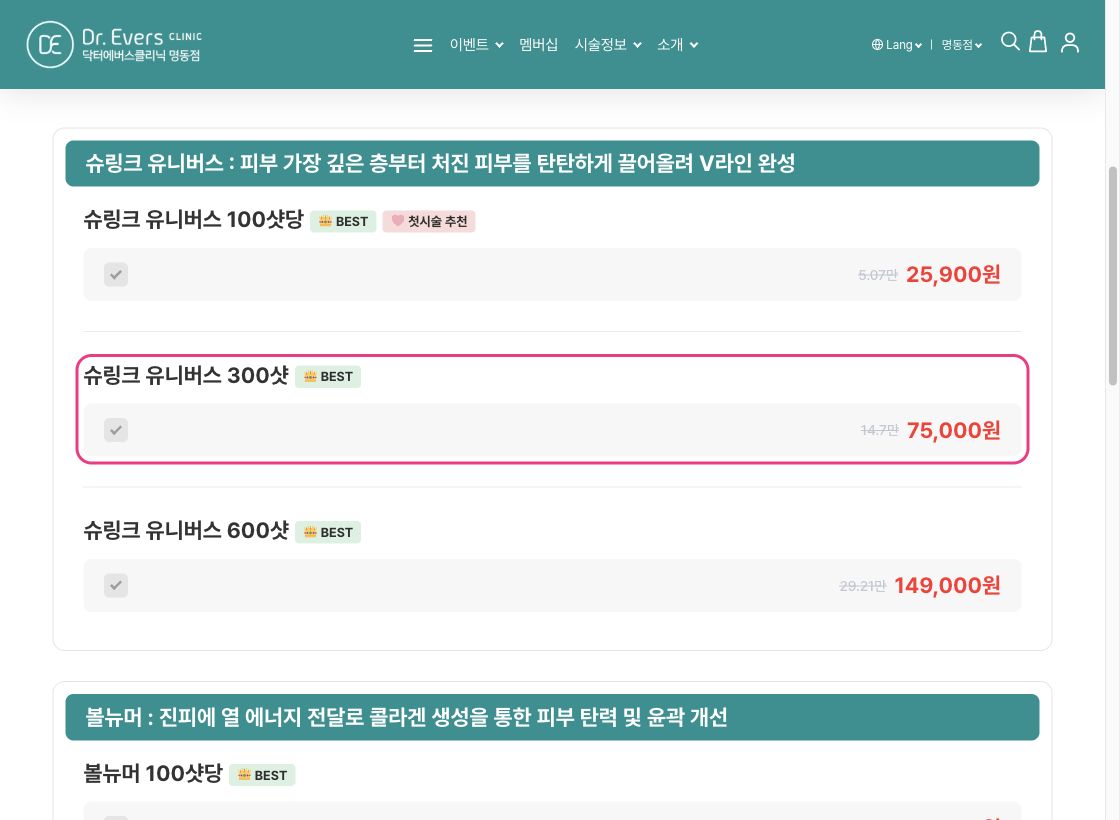 Dr. Evers CLINIC
닥터에버스클리닉 명동점
이벤트 멤버십 시술정보 소개
Lang | 명동점
슈링크 유니버스 : 피부 가장 깊은 층부터 처진 피부를 탄탄하게 끌어올려 V라인 완성
슈링크 유니버스 100샷당 BEST 첫시술 추천
5.07만 25,900원
슈링크 유니버스 300샷 BEST
14.7만 75,000원
슈링크 유니버스 600샷 BEST
29.21만 149,000원
볼뉴머 : 진피에 열 에너지 전달로 콜라겐 생성을 통한 피부 탄력 및 윤곽 개선
볼뉴머 100샷당 BEST